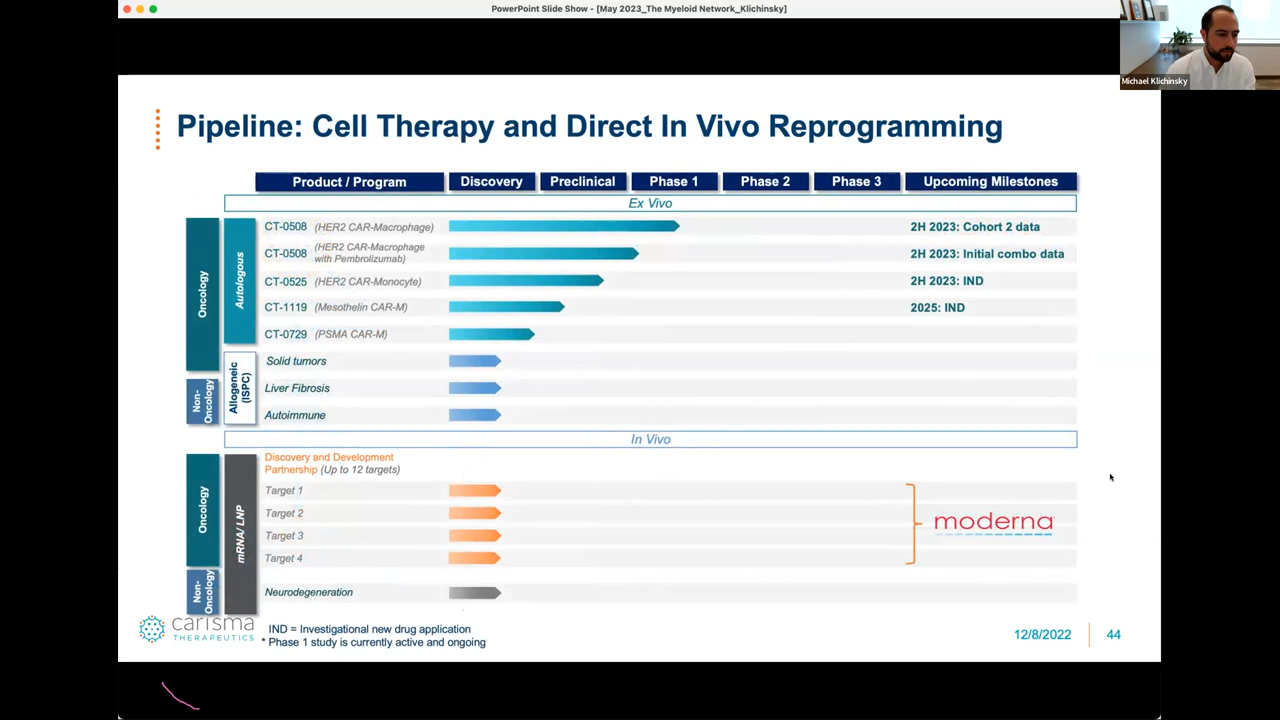 PowerPoint Slide Show - [May 2023_The Myeloid Network_Klichinsky]
Michael Klichinsky
Pipeline: Cell Therapy and Direct In Vivo Reprogramming
Product / Program Discovery Preclinical Phase 1 Phase 2 Phase 3 Upcoming Milestones
Ex Vivo
Oncology
Autologous
CT-0508 (HER2 CAR-Macrophage) 2H 2023: Cohort 2 data
CT-0508 (HER2 CAR-Macrophage
with Pembrolizumab) 2H 2023: Initial combo data
CT-0525 (HER2 CAR-Monocyte) 2H 2023: IND
CT-1119 (Mesothelin CAR-M) 2025: IND
CT-0729 (PSMA CAR-M)
Allogeneic
(iSPC)
Solid tumors
Non-
Oncology
Liver Fibrosis
Autoimmune
In Vivo
Oncology
mRNA/ LNP
Discovery and Development
Partnership (Up to 12 targets)
Target 1
Target 2
Target 3
Target 4
moderna
Non-
Oncology
Neurodegeneration
carisma
THERAPEUTICS
IND = Investigational new drug application
* Phase 1 study is currently active and ongoing
12/8/2022 44